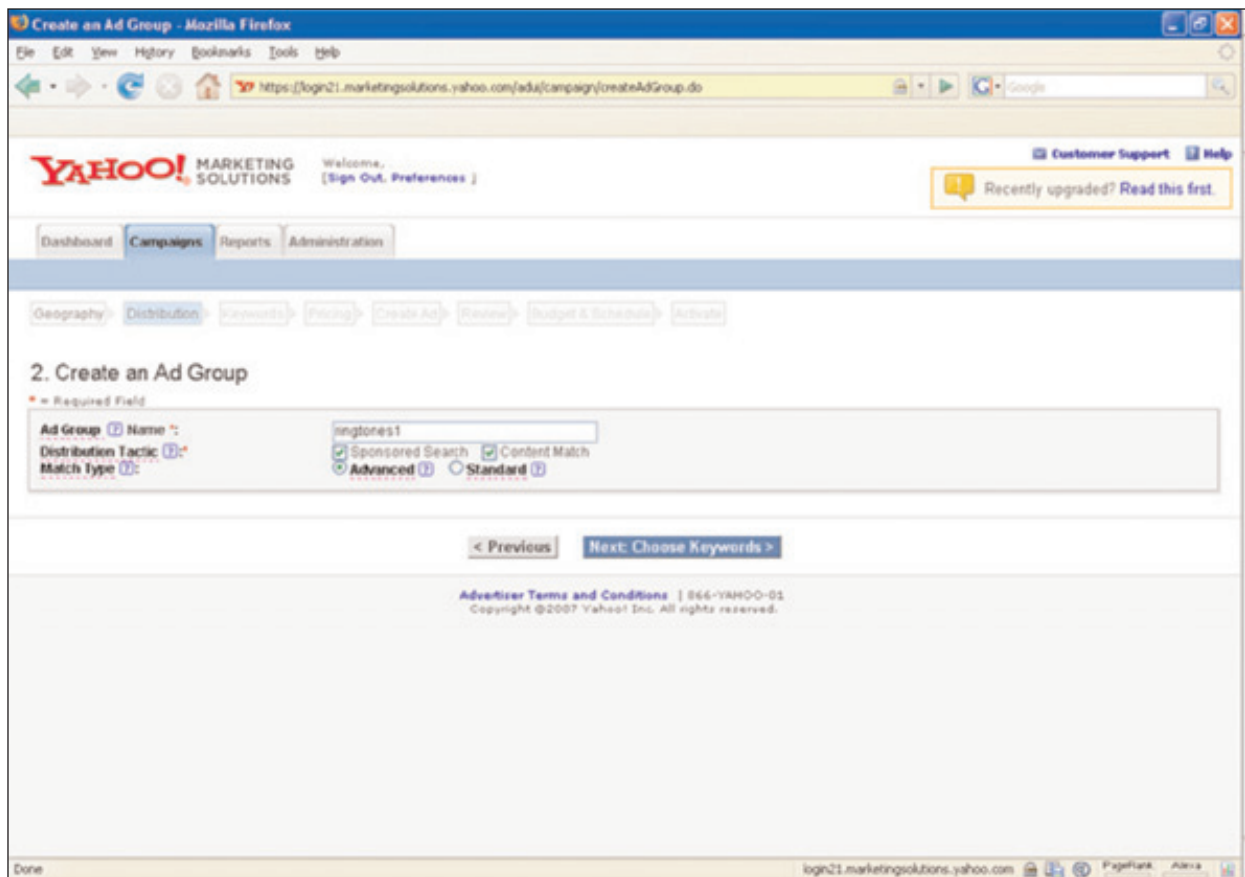 Create an Ad Group - Mozilla Firefox
File Edit View History Bookmarks Tools Help
https://login21.marketingsolutions.yahoo.com/adui/campaign/createAdGroup.do
Google
Customer Support Help
YAHOO! MARKETING SOLUTIONS
Welcome,
[Sign Out, Preferences ]
Recently upgraded? Read this first.
Dashboard Campaigns Reports Administration
Geography Distribution Keywords Pricing Create Ad Review Budget & Schedule Activate
2. Create an Ad Group
* = Required Field
Ad Group ? Name *:
ringtones1
Distribution Tactic ?:* Sponsored Search Content Match
Match Type ?: Advanced ? Standard ?
< Previous Next: Choose Keywords >
Advertiser Terms and Conditions | 866-YAHOO-01
Copyright @2007 Yahoo! Inc. All rights reserved.
Done login21.marketingsolutions.yahoo.com PageRank Alexa